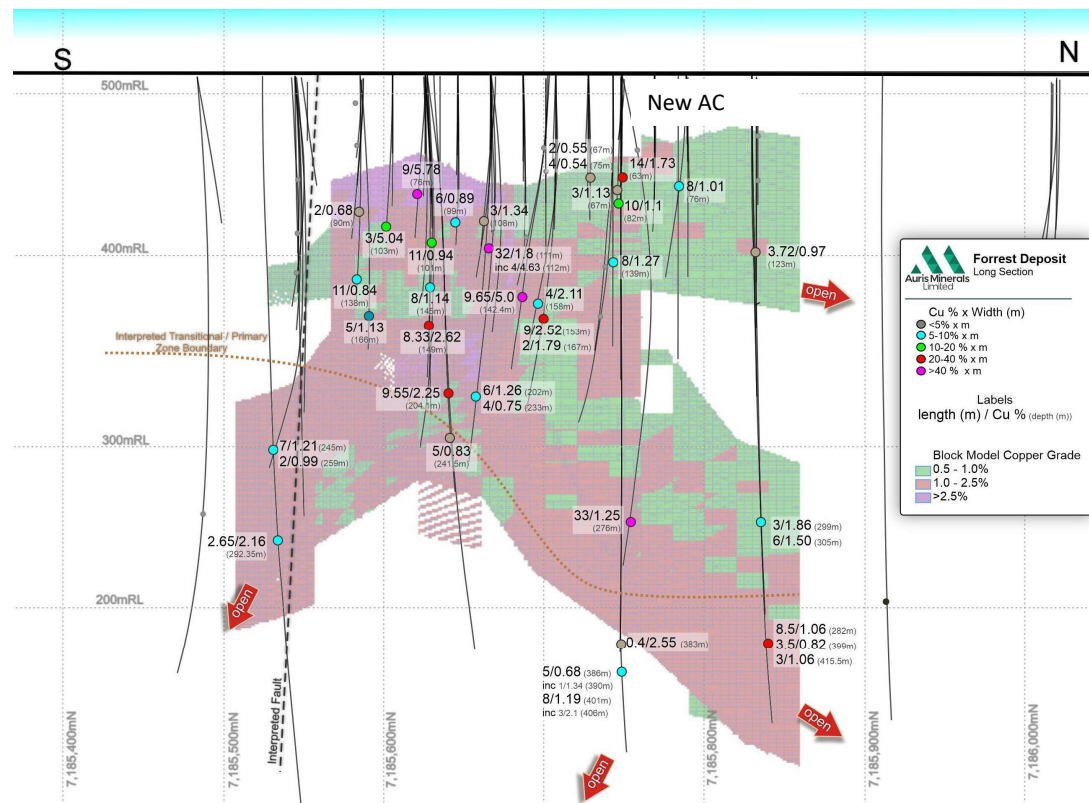 S
N
500mRL
New AC
2/0.55 (67m)
4/0.54 (75m)
14/1.73
(63m)
9/5.78
(76m)
3/1.13
(67m)
10/1.1
(82m)
8/1.01
(76m)
2/0.68
(90m)
6/0.89
(99m)
3/1.34
(108m)
3/5.04
(103m)
400mRL
11/0.94
(101m)
32/1.8 (111m)
inc 4/4.63 (112m)
8/1.27
(139m)
3.72/0.97
(123m)
open
11/0.84
(138m)
8/1.14
(145m)
9.65/5.0
(142.4m)
4/2.11
(158m)
5/1.13
(166m)
8.33/2.62
(149m)
9/2.52 (153m)
2/1.79 (167m)
Interpreted Transitional / Primary
Zone Boundary
9.55/2.25
(204.1m)
6/1.26 (202m)
4/0.75 (233m)
300mRL
5/0.83
(241.5m)
7/1.21 (245m)
2/0.99 (259m)
33/1.25
(276m)
3/1.86 (299m)
6/1.50 (305m)
2.65/2.16
(292.35m)
200mRL
open
0.4/2.55 (383m)
8.5/1.06 (282m)
3.5/0.82 (399m)
3/1.06 (415.5m)
5/0.68 (386m)
inc 1/1.34 (390m)
8/1.19 (401m)
inc 3/2.1 (406m)
open
open
Interpreted Fault
7,185,400mN
7,185,500mN
7,185,600mN
7,185,800mN
7,185,900mN
7,186,000mN
Auris Minerals
Limited
Forrest Deposit
Long Section
Cu % x Width (m)
<5% x m
5-10% x m
10-20 % x m
20-40 % x m
>40 % x m
Labels
length (m) / Cu % (depth (m))
Block Model Copper Grade
0.5 - 1.0%
1.0 - 2.5%
>2.5%